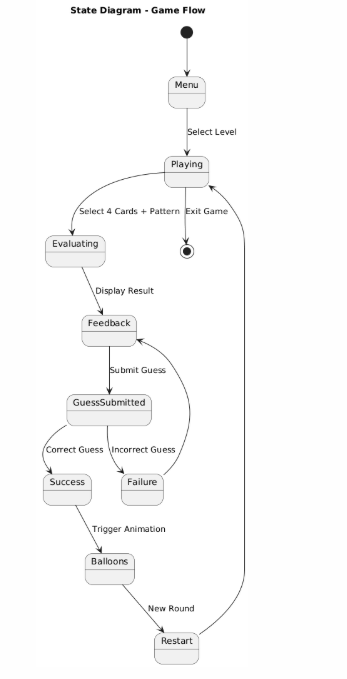 State Diagram - Game Flow
Menu
Select Level
Playing
Select 4 Cards + Pattern
Exit Game
Evaluating
Display Result
Feedback
Submit Guess
GuessSubmitted
Correct Guess
Incorrect Guess
Success
Failure
Trigger Animation
Balloons
New Round
Restart